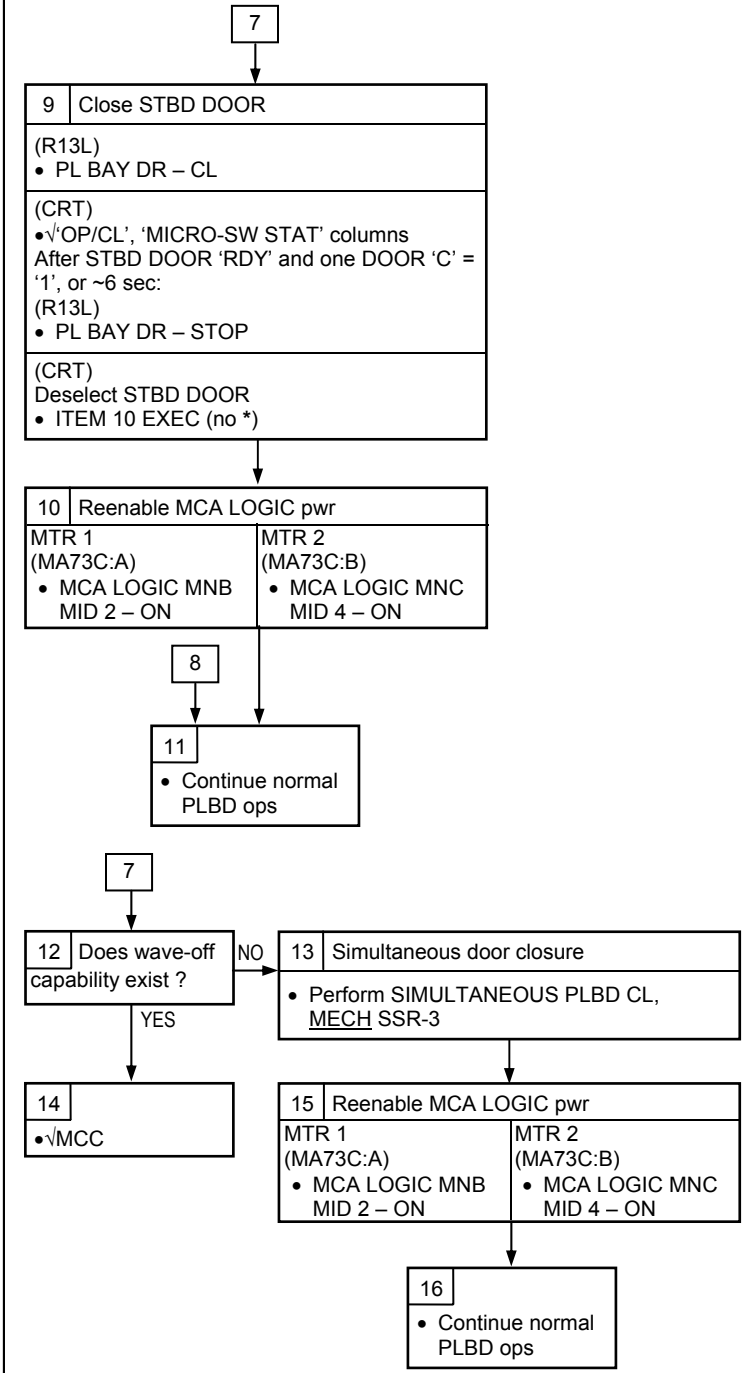 7
9 Close STBD DOOR
(R13L)
• PL BAY DR – CL
(CRT)
•√‘OP/CL’, ‘MICRO-SW STAT’ columns
After STBD DOOR ‘RDY’ and one DOOR ‘C’ =
‘1’, or ~6 sec:
(R13L)
• PL BAY DR – STOP
(CRT)
Deselect STBD DOOR
• ITEM 10 EXEC (no *)
10 Reenable MCA LOGIC pwr
MTR 1
(MA73C:A)
• MCA LOGIC MNB
MID 2 – ON
MTR 2
(MA73C:B)
• MCA LOGIC MNC
MID 4 – ON
8
11
• Continue normal
PLBD ops
7
12 Does wave-off
capability exist ?
NO
YES
13 Simultaneous door closure
• Perform SIMULTANEOUS PLBD CL,
MECH SSR-3
14
•√MCC
15 Reenable MCA LOGIC pwr
MTR 1
(MA73C:A)
• MCA LOGIC MNB
MID 2 – ON
MTR 2
(MA73C:B)
• MCA LOGIC MNC
MID 4 – ON
16
• Continue normal
PLBD ops